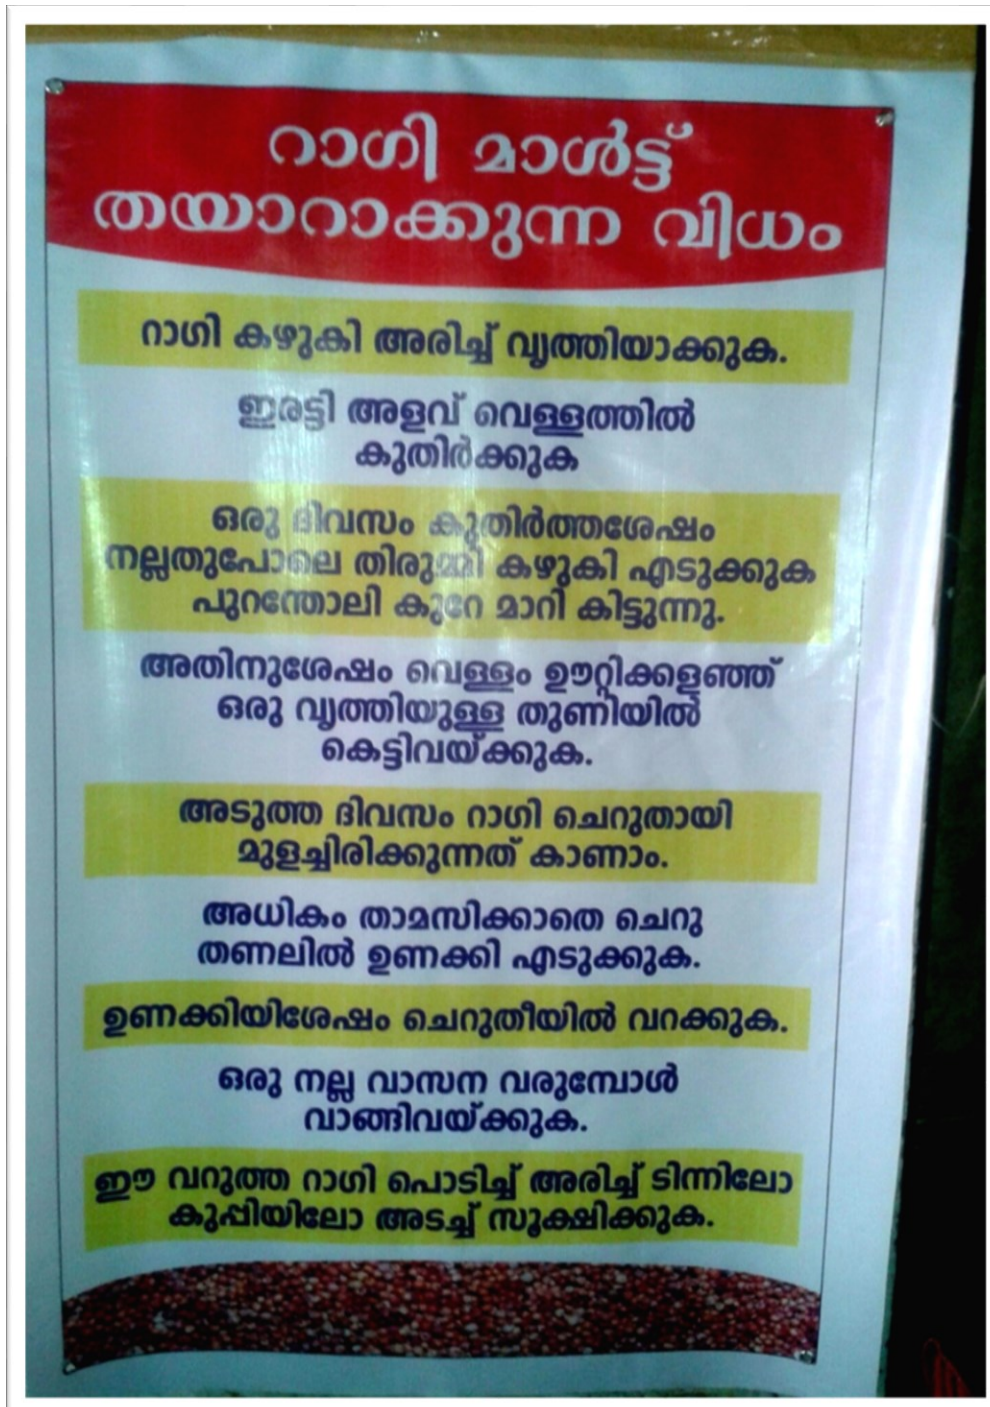 റാഗി മാൾട്ട്
തയാറാക്കുന്ന വിധം
റാഗി കഴുകി അരിച്ച് വൃത്തിയാക്കുക.
ഇരട്ടി അളവ് വെള്ളത്തിൽ
കുതിർക്കുക
ഒരു ദിവസം കുതിർത്തശേഷം
നല്ലതുപോലെ തിരുമ്മി കഴുകി എടുക്കുക
പുറന്തോലി കുറേ മാറി കിട്ടുന്നു.
അതിനുശേഷം വെള്ളം ഊറ്റിക്കളഞ്ഞ്
ഒരു വൃത്തിയുള്ള തുണിയിൽ
കെട്ടിവയ്ക്കുക.
അടുത്ത ദിവസം റാഗി ചെറുതായി
മുളച്ചിരിക്കുന്നത് കാണാം.
അധികം താമസിക്കാതെ ചെറു
തണലിൽ ഉണക്കി എടുക്കുക.
ഉണക്കിയിശേഷം ചെറുതീയിൽ വറക്കുക.
ഒരു നല്ല വാസന വരുമ്പോൾ
വാങ്ങിവയ്ക്കുക.
ഈ വറുത്ത റാഗി പൊടിച്ച് അരിച്ച് ടിന്നിലോ
കുപ്പിയിലോ അടച്ച് സൂക്ഷിക്കുക.